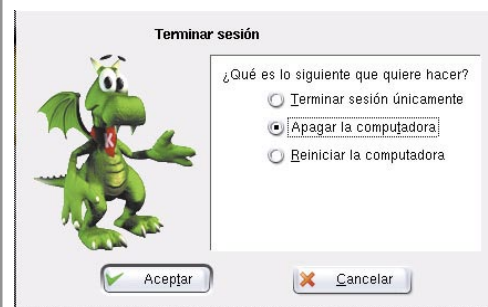 Terminar sesión
¿Qué es lo siguiente que quiere hacer?
Terminar sesión únicamente
Apagar la computadora
Reiniciar la computadora
K
Aceptar
Cancelar